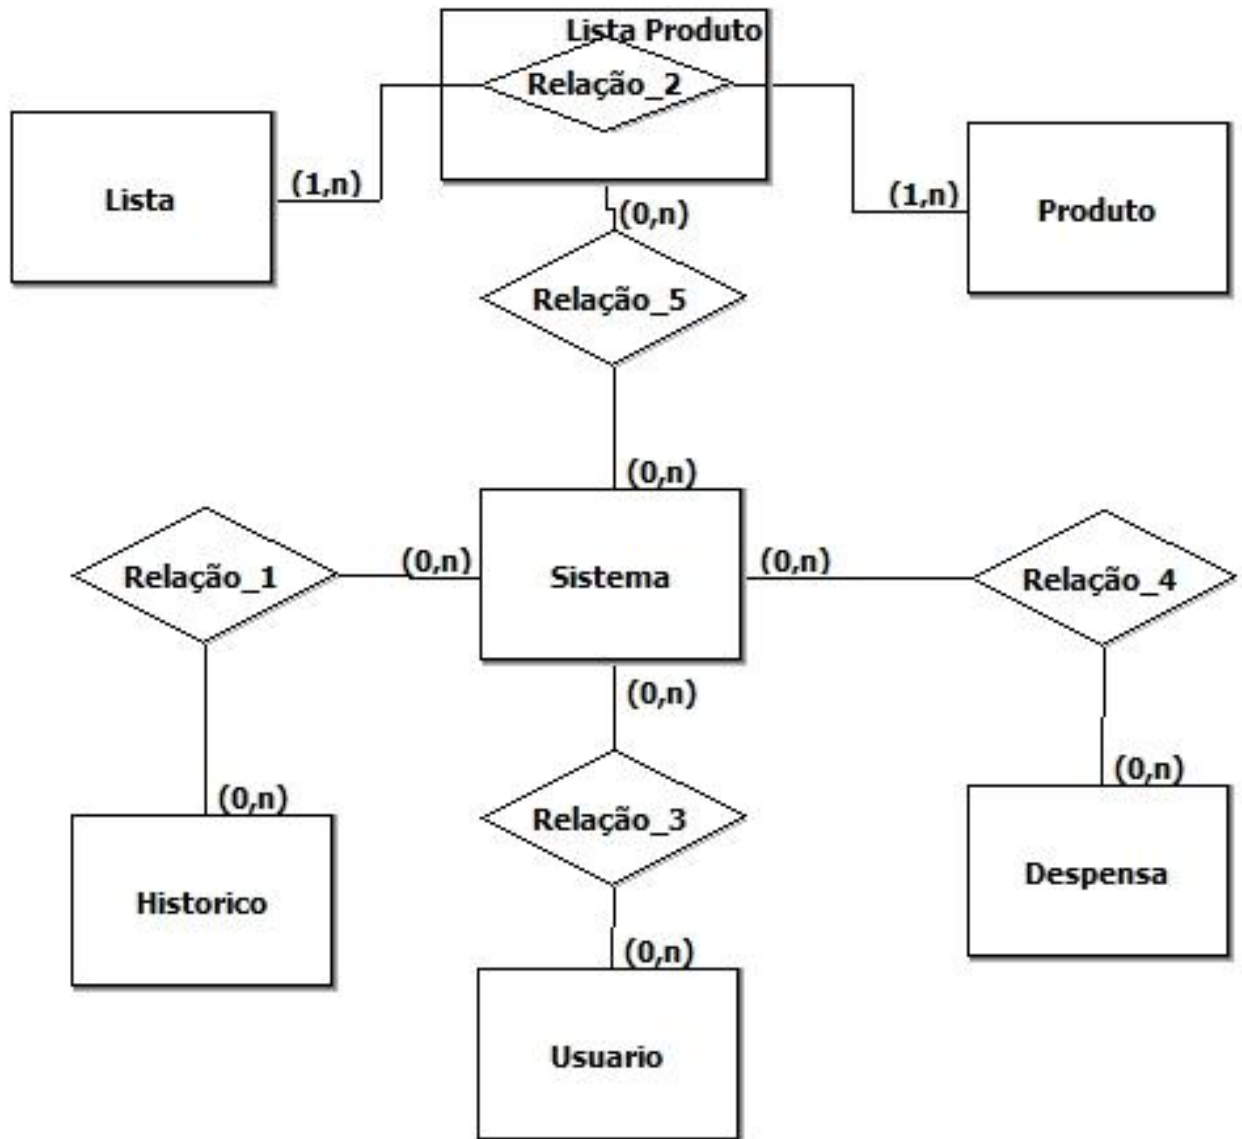 Lista Produto
Relação_2
(1,n)
(1,n)
Lista
Produto
(0,n)
Relação_5
(0,n)
Relação_1
(0,n)
Sistema
(0,n)
Relação_4
(0,n)
(0,n)
(0,n)
Relação_3
Historico
Despensa
(0,n)
Usuario